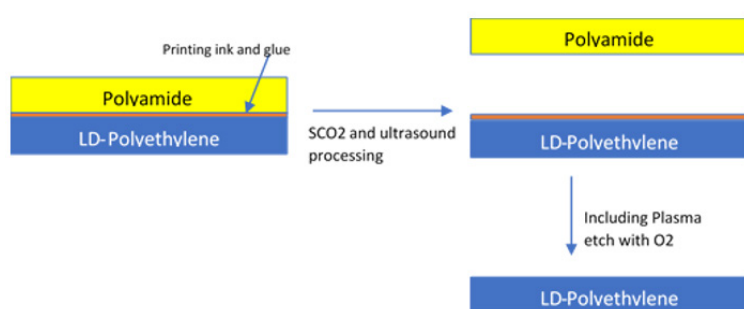 Printing ink and glue
Polyamide
LD-Polyethylene
SCO2 and ultrasound
processing
Polyamide
LD-Polyethylene
Including Plasma
etch with O2
LD-Polyethylene